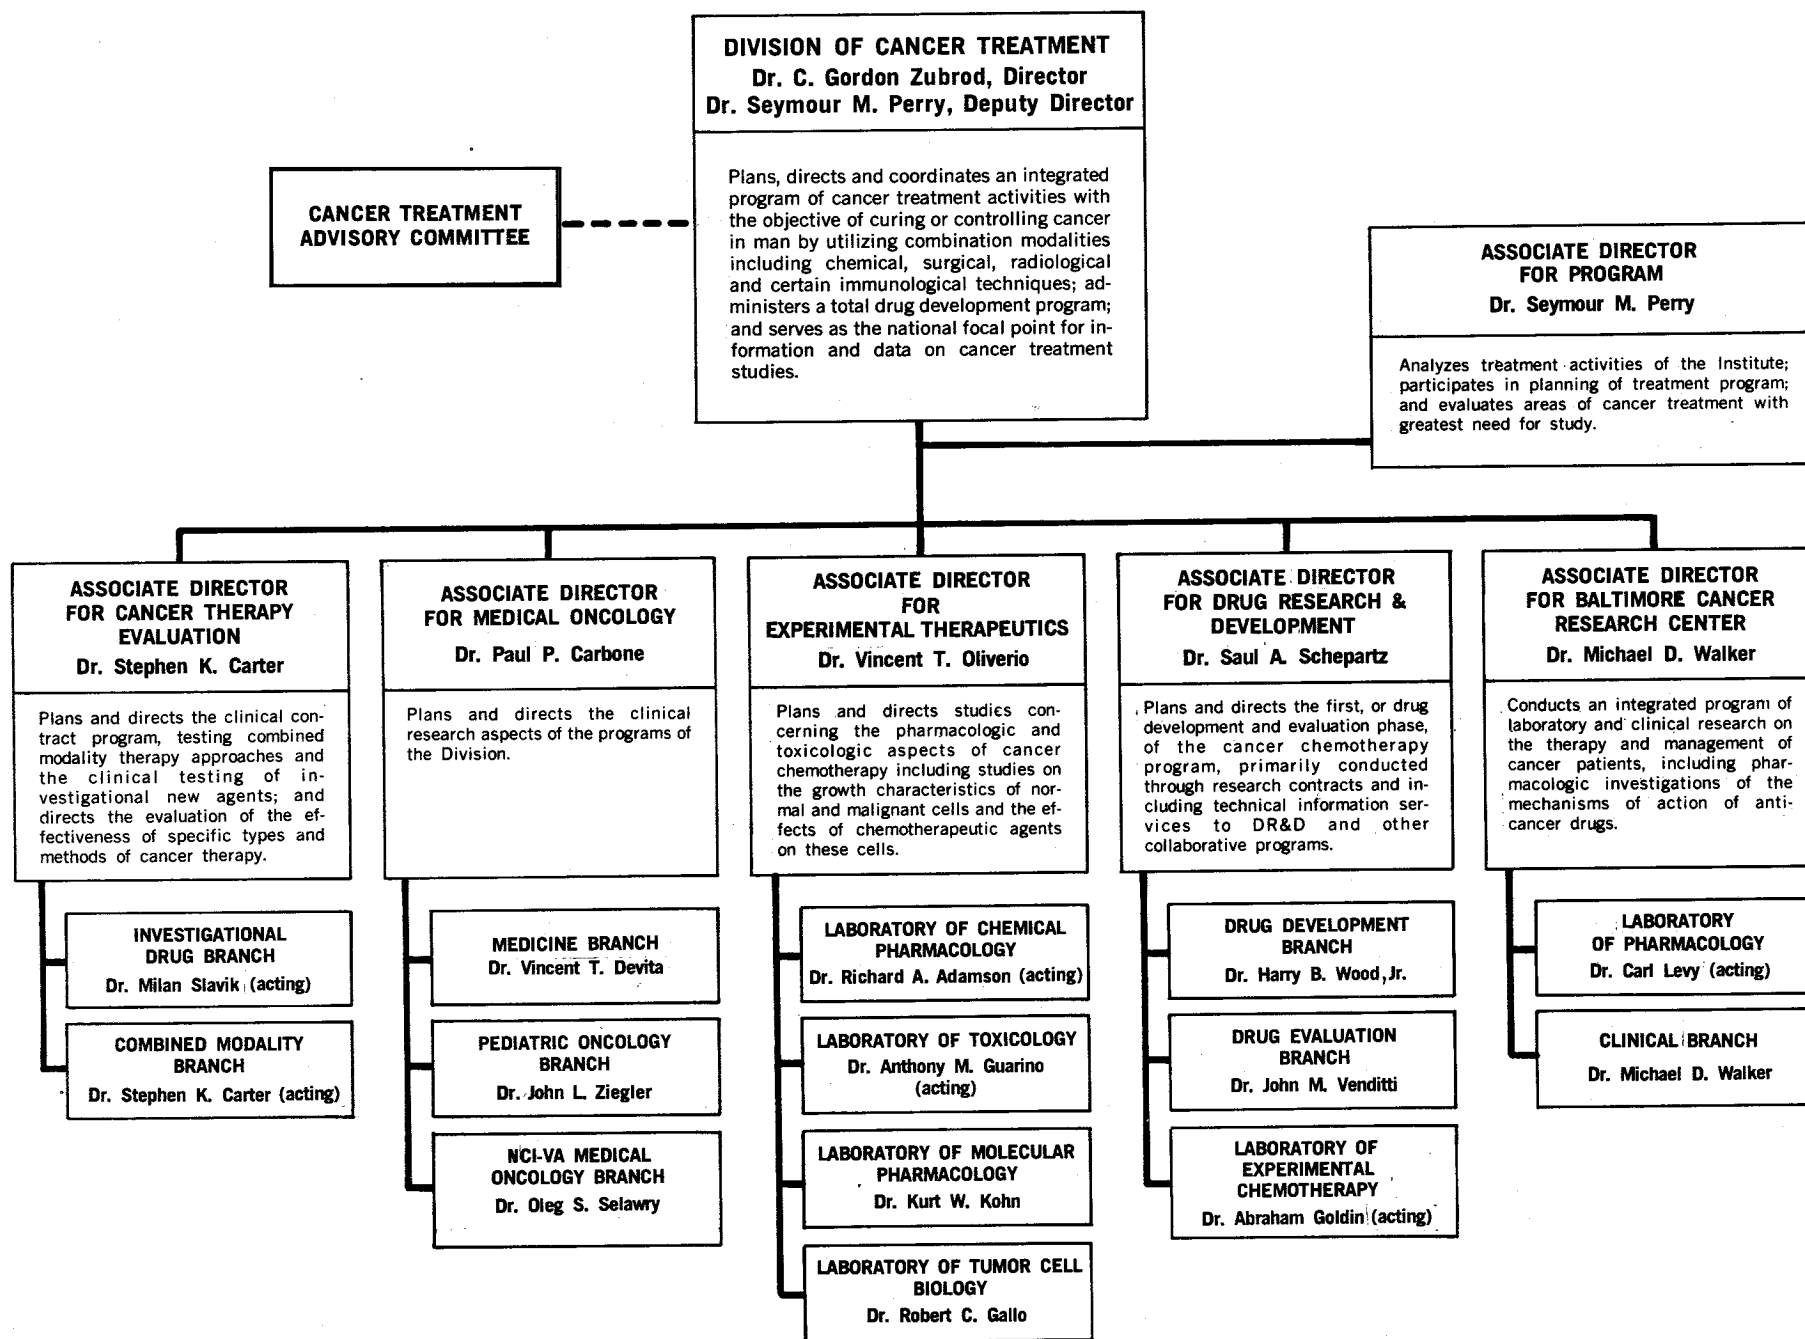 DIVISION OF CANCER TREATMENT
Dr. C. Gordon Zubrod, Director
Dr. Seymour M. Perry, Deputy Director
Plans, directs and coordinates an integrated
program of cancer treatment activities with
the objective of curing or controlling cancer
in man by utilizing combination modalities
including chemical, surgical, radiological
and certain immunological techniques; ad-
ministers a total drug development program;
and serves as the national focal point for in-
formation and data on cancer treatment
studies.
CANCER TREATMENT
ADVISORY COMMITTEE
ASSOCIATE DIRECTOR
FOR PROGRAM
Dr. Seymour M. Perry
Analyzes treatment activities of the Institute;
participates in planning of treatment program;
and evaluates areas of cancer treatment with
greatest need for study.
ASSOCIATE DIRECTOR
FOR CANCER THERAPY
EVALUATION
Dr. Stephen K. Carter
Plans and directs the clinical con-
tract program, testing combined
modality therapy approaches and
the clinical testing of in-
vestigational new agents; and
directs the evaluation of the ef-
fectiveness of specific types and
methods of cancer therapy.
INVESTIGATIONAL
DRUG BRANCH
Dr. Milan Slavik (acting)
COMBINED MODALITY
BRANCH
Dr. Stephen K. Carter (acting)
ASSOCIATE DIRECTOR
FOR MEDICAL ONCOLOGY
Dr. Paul P. Carbone
Plans and directs the clinical
research aspects of the programs of
the Division.
MEDICINE BRANCH
Dr. Vincent T. Devita
PEDIATRIC ONCOLOGY
BRANCH
Dr. John L. Ziegler
NCI-VA MEDICAL
ONCOLOGY BRANCH
Dr. Oleg S. Selawry
ASSOCIATE DIRECTOR
FOR
EXPERIMENTAL THERAPEUTICS
Dr. Vincent T. Oliverio
Plans and directs studies con-
cerning the pharmacologic and
toxicologic aspects of cancer
chemotherapy including studies on
the growth characteristics of nor-
mal and malignant cells and the ef-
fects of chemotherapeutic agents
on these cells.
LABORATORY OF CHEMICAL
PHARMACOLOGY
Dr. Richard A. Adamson (acting)
LABORATORY OF TOXICOLOGY
Dr. Anthony M. Guarino
(acting)
LABORATORY OF MOLECULAR
PHARMACOLOGY
Dr. Kurt W. Kohn
LABORATORY OF TUMOR CELL
BIOLOGY
Dr. Robert C. Gallo
ASSOCIATE DIRECTOR
FOR DRUG RESEARCH &
DEVELOPMENT
Dr. Saul A. Schepartz
Plans and directs the first, or drug
development and evaluation phase,
of the cancer chemotherapy
program, primarily conducted
through research contracts and in-
cluding technical information ser-
vices to DR&D and other
collaborative programs.
DRUG DEVELOPMENT
BRANCH
Dr. Harry B. Wood, Jr.
DRUG EVALUATION
BRANCH
Dr. John M. Venditti
LABORATORY OF
EXPERIMENTAL
CHEMOTHERAPY
Dr. Abraham Goldin (acting)
ASSOCIATE DIRECTOR
FOR BALTIMORE CANCER
RESEARCH CENTER
Dr. Michael D. Walker
Conducts an integrated program of
laboratory and clinical research on
the therapy and management of
cancer patients, including phar-
macologic investigations of the
mechanisms of action of anti-
cancer drugs.
LABORATORY
OF PHARMACOLOGY
Dr. Carl Levy (acting)
CLINICAL BRANCH
Dr. Michael D. Walker